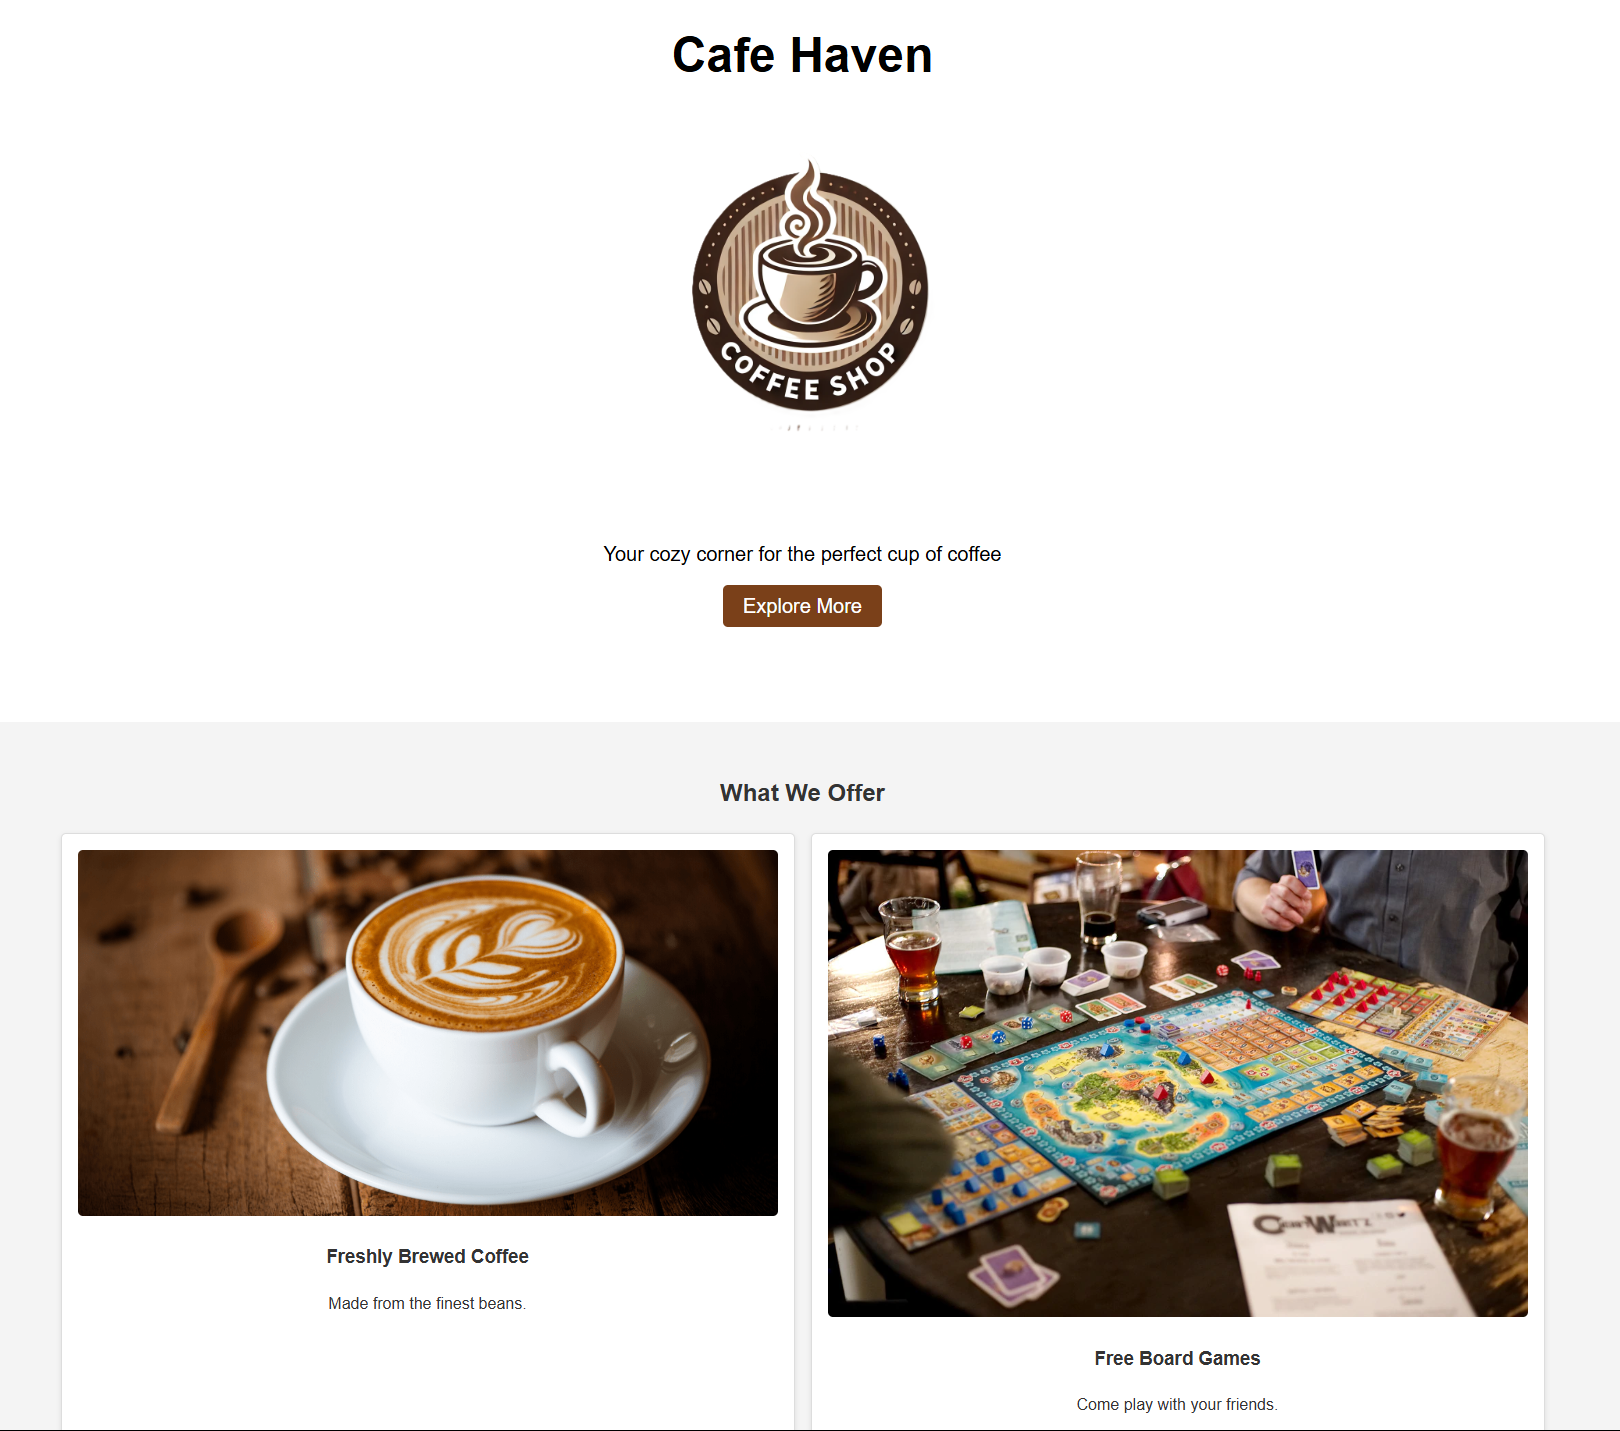 Cafe Haven
COFFEE SHOP
Your cozy corner for the perfect cup of coffee
Explore More
What We Offer
Freshly Brewed Coffee
Made from the finest beans.
Free Board Games
Come play with your friends.